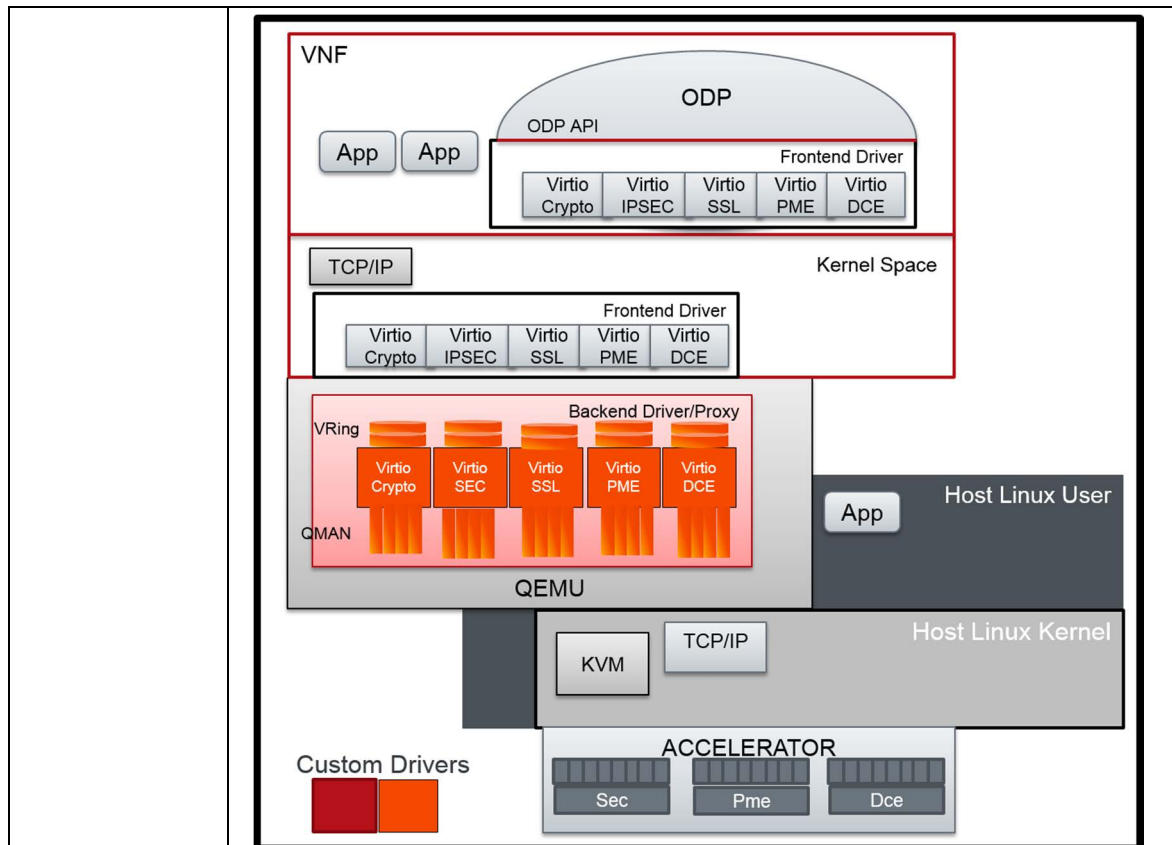 VNF
ODP
ODP API
App
App
Frontend Driver
Virtio Crypto
Virtio IPSEC
Virtio SSL
Virtio PME
Virtio DCE
TCP/IP
Kernel Space
Frontend Driver
Virtio Crypto
Virtio IPSEC
Virtio SSL
Virtio PME
Virtio DCE
Backend Driver/Proxy
VRing
Virtio Crypto
Virtio SEC
Virtio SSL
Virtio PME
Virtio DCE
QMAN
QEMU
Host Linux User
App
Host Linux Kernel
KVM
TCP/IP
ACCELERATOR
Sec
Pme
Dce
Custom Drivers